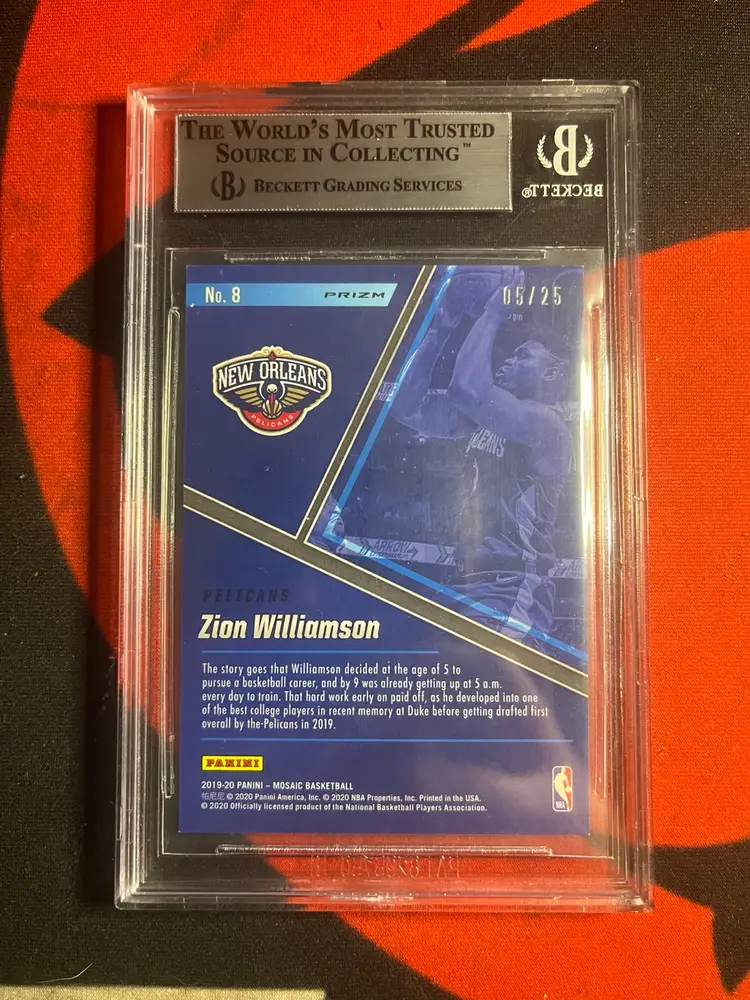 THE WORLD'S MOST TRUSTED
SOURCE IN COLLECTING™
B BECKETT GRADING SERVICES
B
BECKETT®
No. 8
PRIZM
05/25
NEW ORLEANS
PELICANS
ARROW
PELICANS
Zion Williamson
The story goes that Williamson decided at the age of 5 to
pursue a basketball career, and by 9 was already getting up at 5 a.m.
every day to train. That hard work early on paid off, as he developed into one
of the best college players in recent memory at Duke before getting drafted first
overall by the Pelicans in 2019.
PANINI
2019-20 PANINI – MOSAIC BASKETBALL
帕尼尼 © 2020 Panini America, Inc. © 2020 NBA Properties, Inc. Printed in the USA.
© 2020 Officially licensed product of the National Basketball Players Association.
NBA